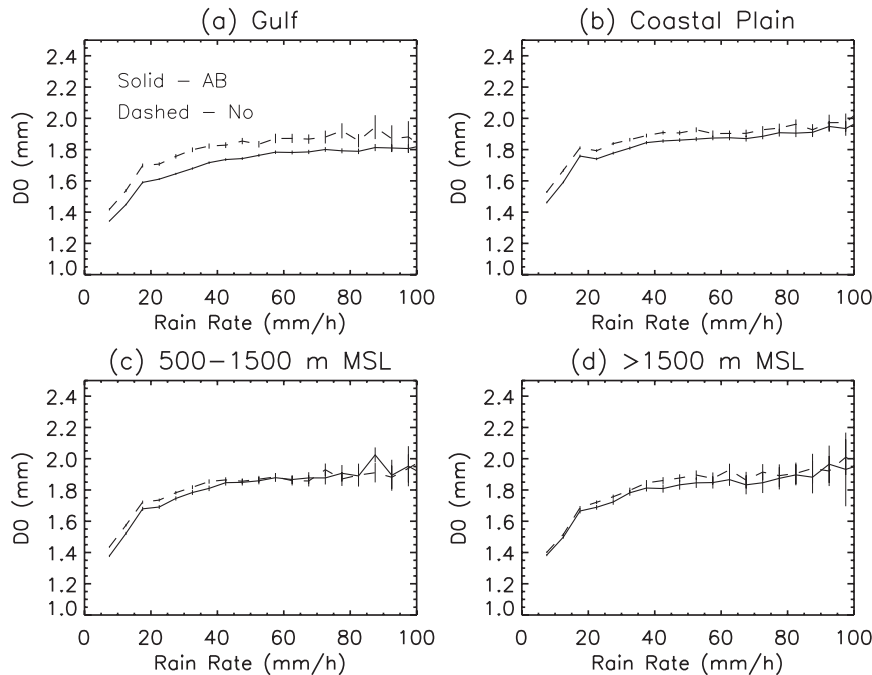 (a) Gulf
2.4
2.2
2.0
1.8
1.6
1.4
1.2
1.0
D0 (mm)
Solid − AB
Dashed − No
0 20 40 60 80 100
Rain Rate (mm/h)
(b) Coastal Plain
2.4
2.2
2.0
1.8
1.6
1.4
1.2
1.0
D0 (mm)
0 20 40 60 80 100
Rain Rate (mm/h)
(c) 500−1500 m MSL
2.4
2.2
2.0
1.8
1.6
1.4
1.2
1.0
D0 (mm)
0 20 40 60 80 100
Rain Rate (mm/h)
(d) >1500 m MSL
2.4
2.2
2.0
1.8
1.6
1.4
1.2
1.0
D0 (mm)
0 20 40 60 80 100
Rain Rate (mm/h)